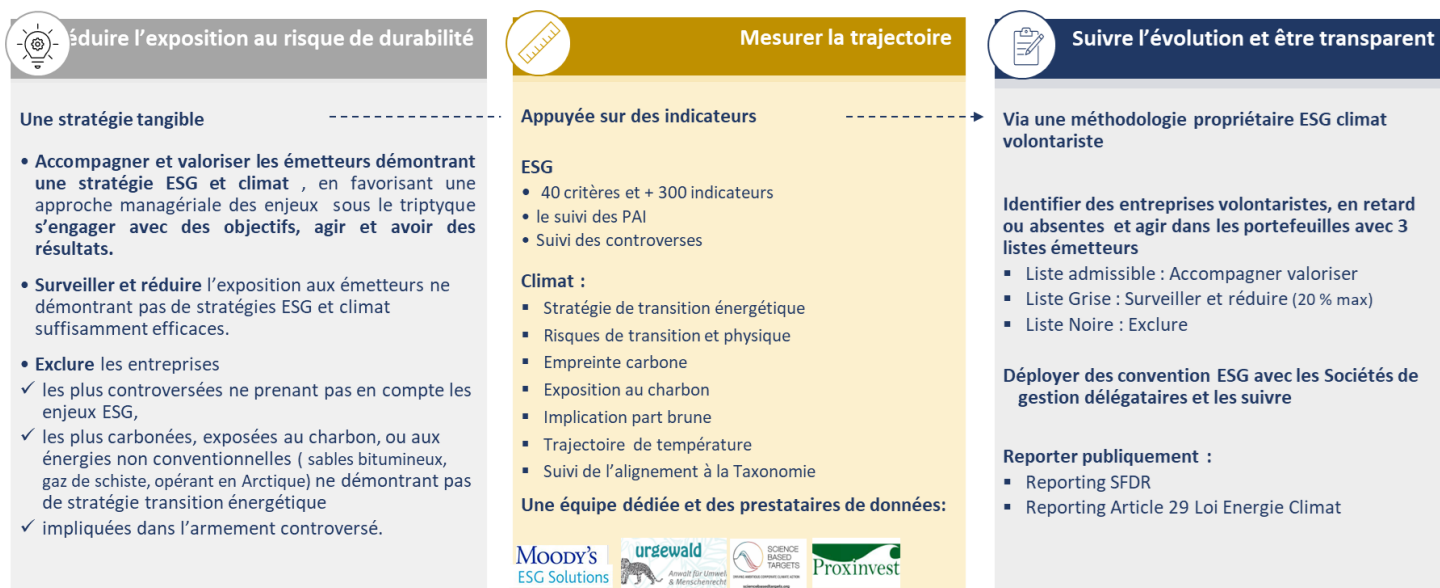 éduire l’exposition au risque de durabilité
Une stratégie tangible
• Accompagner et valoriser les émetteurs démontrant
une stratégie ESG et climat , en favorisant une
approche managériale des enjeux sous le triptyque
s’engager avec des objectifs, agir et avoir des
résultats.
• Surveiller et réduire l’exposition aux émetteurs ne
démontrant pas de stratégies ESG et climat
suffisamment efficaces.
• Exclure les entreprises
✓ les plus controversées ne prenant pas en compte les
enjeux ESG,
✓ les plus carbonées, exposées au charbon, ou aux
énergies non conventionnelles ( sables bitumineux,
gaz de schiste, opérant en Arctique) ne démontrant pas
de stratégie transition énergétique
✓ impliquées dans l’armement controversé.
Mesurer la trajectoire
Appuyée sur des indicateurs
ESG
• 40 critères et + 300 indicateurs
• le suivi des PAI
• Suivi des controverses
Climat :
▪ Stratégie de transition énergétique
▪ Risques de transition et physique
▪ Empreinte carbone
▪ Exposition au charbon
▪ Implication part brune
▪ Trajectoire de température
▪ Suivi de l’alignement à la Taxonomie
Une équipe dédiée et des prestataires de données:
MOODY’S
ESG Solutions
urgewald
Anwalt für Umwel
& Menschenrecht
SCIENCE
BASED
TARGETS
DRIVING AMBITIOUS CORPORATE CLIMATE ACTION
sciencebasedtargets.org
Proxinvest
Suivre l’évolution et être transparent
Via une méthodologie propriétaire ESG climat
volontariste
Identifier des entreprises volontaristes, en retard
ou absentes et agir dans les portefeuilles avec 3
listes émetteurs
▪ Liste admissible : Accompagner valoriser
▪ Liste Grise : Surveiller et réduire (20 % max)
▪ Liste Noire : Exclure
Déployer des convention ESG avec les Sociétés de
gestion délégataires et les suivre
Reporter publiquement :
▪ Reporting SFDR
▪ Reporting Article 29 Loi Energie Climat